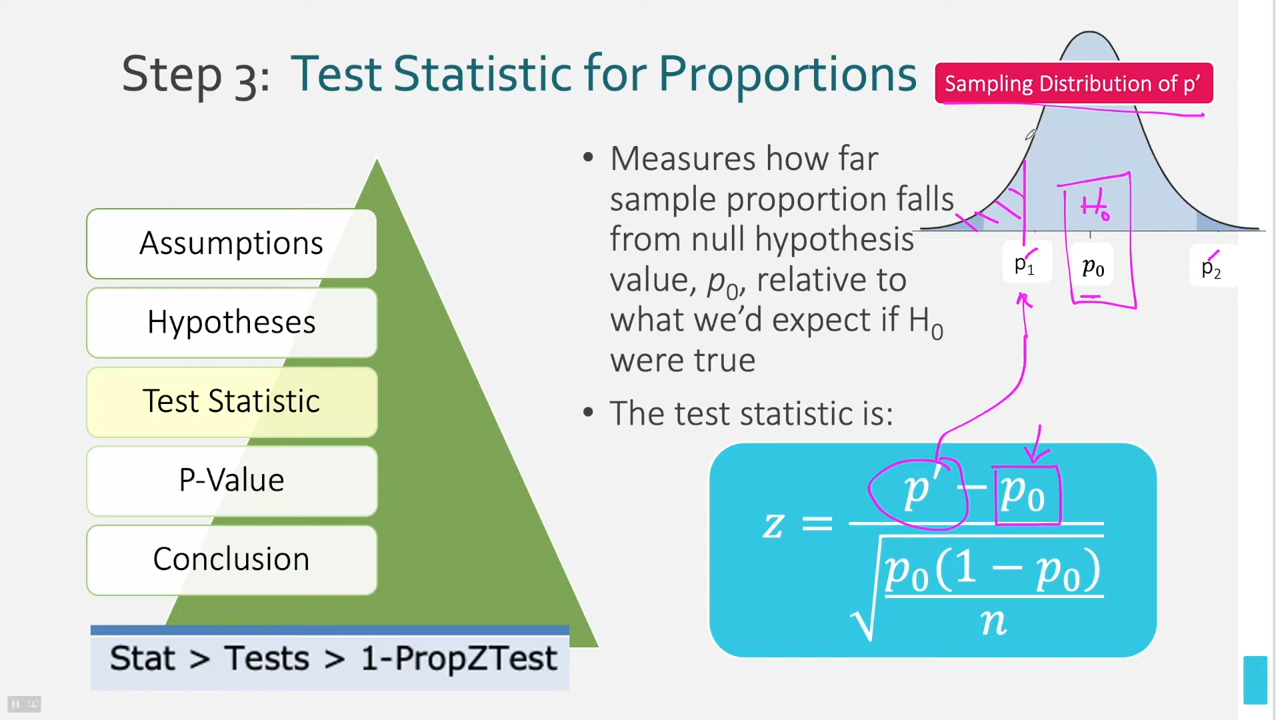 Step 3: Test Statistic for Proportions
Sampling Distribution of p’
• Measures how far
sample proportion falls
from null hypothesis
value, p₀, relative to
what we’d expect if H₀
were true
• The test statistic is:
H₀
p′₁
p₀
p′₂
Assumptions
Hypotheses
Test Statistic
P-Value
Conclusion
z = (p′ − p₀) / √(p₀(1 − p₀) / n)
Stat > Tests > 1-PropZTest